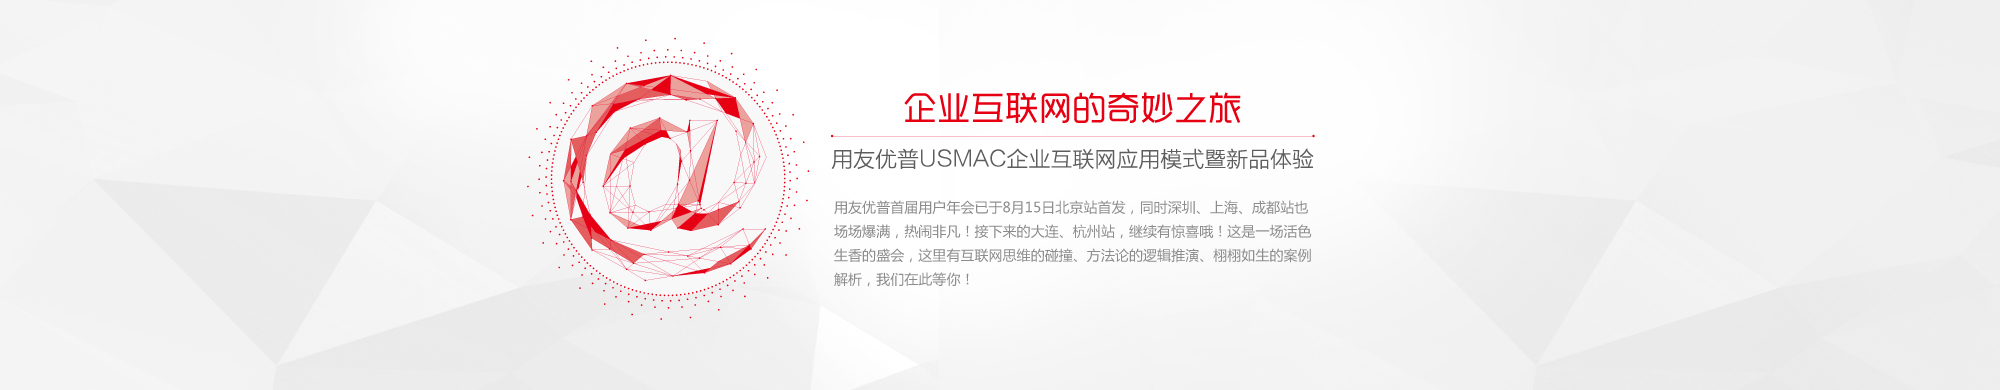 企业互联网的奇妙之旅
用友优普USMAC企业互联网应用模式暨新品体验
用友优普首届用户年会已于8月15日北京站首发，同时深圳、上海、成都站也
场场爆满，热闹非凡！接下来的大连、杭州站，继续有惊喜哦！这是一场活色
生香的盛会，这里有互联网思维的碰撞、方法论的逻辑推演、栩栩如生的案例
解析，我们在此等你！